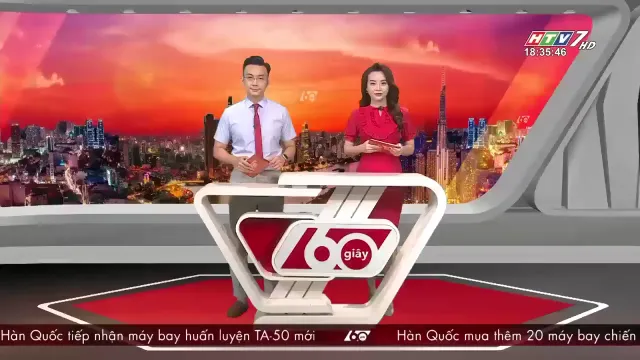 HTV7 HD
18:35:46
60 giây
Hàn Quốc tiếp nhận máy bay huấn luyện TA-50 mới 60 Hàn Quốc mua thêm 20 máy bay chiến